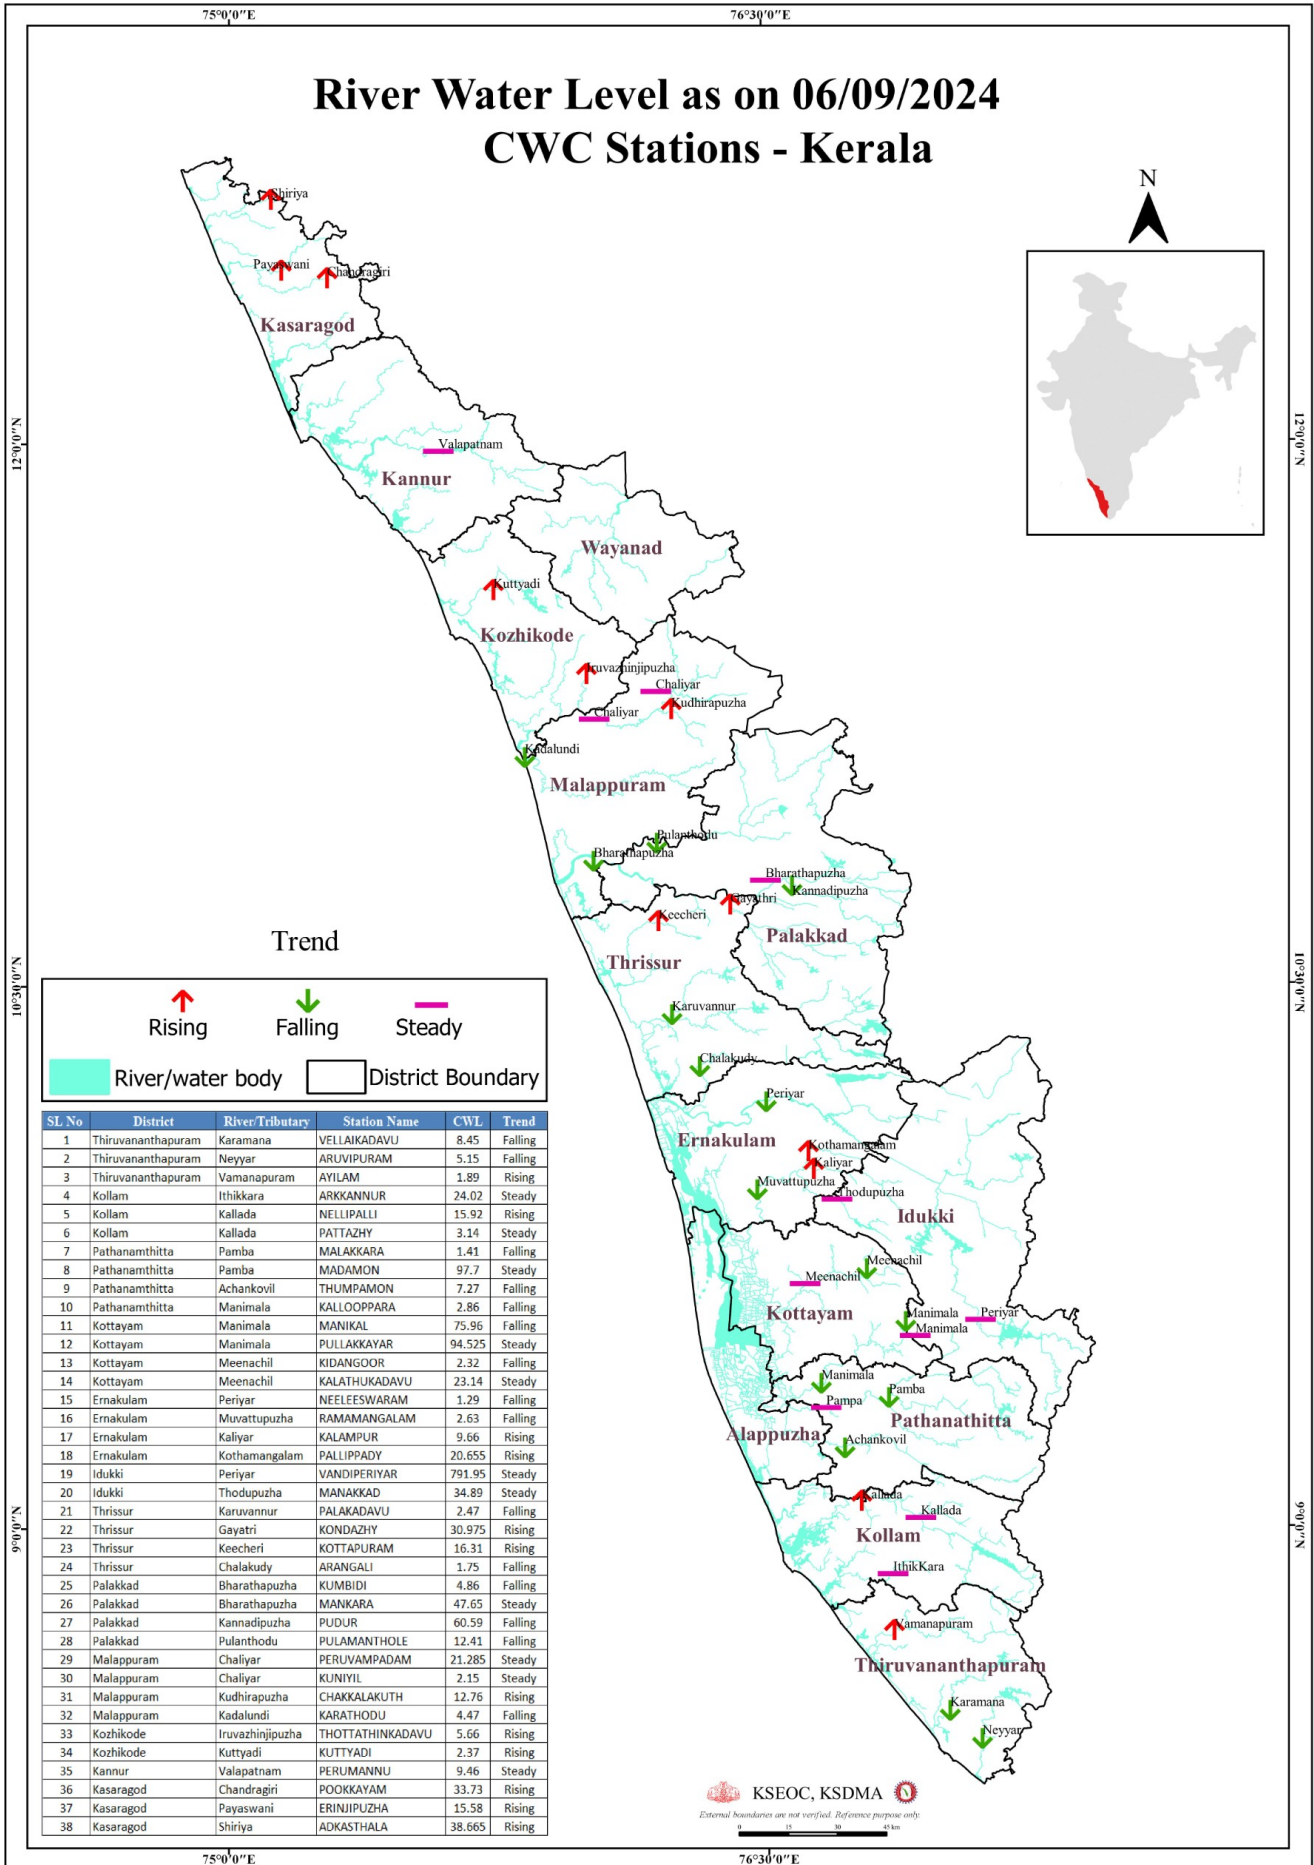 75°0'0"E 76°30'0"E
River Water Level as on 06/09/2024
CWC Stations - Kerala
N
Shiriya
Payaswani
Chandragiri
Kasaragod
12°0'0"N 12°0'0"N
Valapatnam
Kannur
Wayanad
Kuttyadi
Kozhikode
Iruvazhinjipuzha
Chaliyar
Kudhirapuzha
Chaliyar
Kadalundi
Malappuram
Pulanthodu
Bharathapuzha
Bharathapuzha
Kannadipuzha
Gayathri
Keecheri
Palakkad
Thrissur
10°30'0"N 10°30'0"N
Karuvannur
Chalakudy
Periyar
Ernakulam
Kothamangalam
Kaliyar
Muvattupuzha
Thodupuzha
Idukki
Meenachil
Meenachil
Kottayam
Manimala
Periyar
Manimala
Manimala
Pamba
Pampa
Pathanathitta
Alappuzha
Achankovil
Kallada
Kallada
Kollam
9°0'0"N 9°0'0"N
IthikKara
Vamanapuram
Thiruvananthapuram
Karamana
Neyyar
Trend
Rising Falling Steady
River/water body District Boundary
SL No District River/Tributary Station Name CWL Trend
1 Thiruvananthapuram Karamana VELLAIKADAVU 8.45 Falling
2 Thiruvananthapuram Neyyar ARUVIPURAM 5.15 Falling
3 Thiruvananthapuram Vamanapuram AYILAM 1.89 Rising
4 Kollam Ithikkara ARKKANNUR 24.02 Steady
5 Kollam Kallada NELLIPALLI 15.92 Rising
6 Kollam Kallada PATTAZHY 3.14 Steady
7 Pathanamthitta Pamba MALAKKARA 1.41 Falling
8 Pathanamthitta Pamba MADAMON 97.7 Steady
9 Pathanamthitta Achankovil THUMPAMON 7.27 Falling
10 Pathanamthitta Manimala KALLOOPPARA 2.86 Falling
11 Kottayam Manimala MANIKAL 75.96 Falling
12 Kottayam Manimala PULLAKKAYAR 94.525 Steady
13 Kottayam Meenachil KIDANGOOR 2.32 Falling
14 Kottayam Meenachil KALATHUKADAVU 23.14 Steady
15 Ernakulam Periyar NEELEESWARAM 1.29 Falling
16 Ernakulam Muvattupuzha RAMAMANGALAM 2.63 Falling
17 Ernakulam Kaliyar KALAMPUR 9.66 Rising
18 Ernakulam Kothamangalam PALLIPPADY 20.655 Rising
19 Idukki Periyar VANDIPERIYAR 791.95 Steady
20 Idukki Thodupuzha MANAKKAD 34.89 Steady
21 Thrissur Karuvannur PALAKADAVU 2.47 Falling
22 Thrissur Gayatri KONDAZHY 30.975 Rising
23 Thrissur Keecheri KOTTAPURAM 16.31 Rising
24 Thrissur Chalakudy ARANGALI 1.75 Falling
25 Palakkad Bharathapuzha KUMBIDI 4.86 Falling
26 Palakkad Bharathapuzha MANKARA 47.65 Steady
27 Palakkad Kannadipuzha PUDUR 60.59 Falling
28 Palakkad Pulanthodu PULAMANTHOLE 12.41 Falling
29 Malappuram Chaliyar PERUVAMPADAM 21.285 Steady
30 Malappuram Chaliyar KUNIYIL 2.15 Steady
31 Malappuram Kudhirapuzha CHAKKALAKUTH 12.76 Rising
32 Malappuram Kadalundi KARATHODU 4.47 Falling
33 Kozhikode Iruvazhinjipuzha THOTTATHINKADAVU 5.66 Rising
34 Kozhikode Kuttyadi KUTTYADI 2.37 Rising
35 Kannur Valapatnam PERUMANNU 9.46 Steady
36 Kasaragod Chandragiri POOKKAYAM 33.73 Rising
37 Kasaragod Payaswani ERINJIPUZHA 15.58 Rising
38 Kasaragod Shiriya ADKASTHALA 38.665 Rising
KSEOC, KSDMA
External boundaries are not verified. Reference purpose only.
0 15 30 45 km
75°0'0"E 76°30'0"E